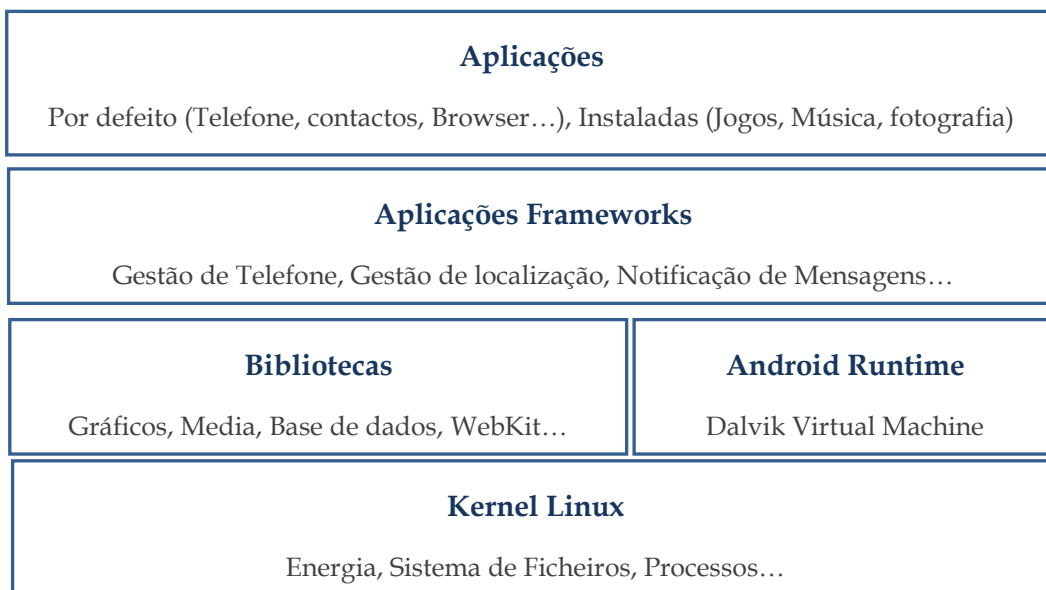 Aplicações
Por defeito (Telefone, contactos, Browser…), Instaladas (Jogos, Música, fotografia)
Aplicações Frameworks
Gestão de Telefone, Gestão de localização, Notificação de Mensagens…
Bibliotecas
Gráficos, Media, Base de dados, WebKit…
Android Runtime
Dalvik Virtual Machine
Kernel Linux
Energia, Sistema de Ficheiros, Processos…